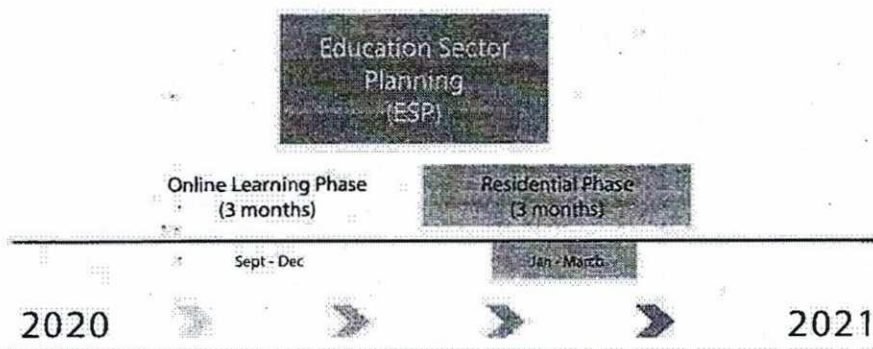 Education Sector
Planning
(ESP)
Online Learning Phase
(3 months)
Residential Phase
(3 months)
Sept - Dec
Jan - March
2020
2021